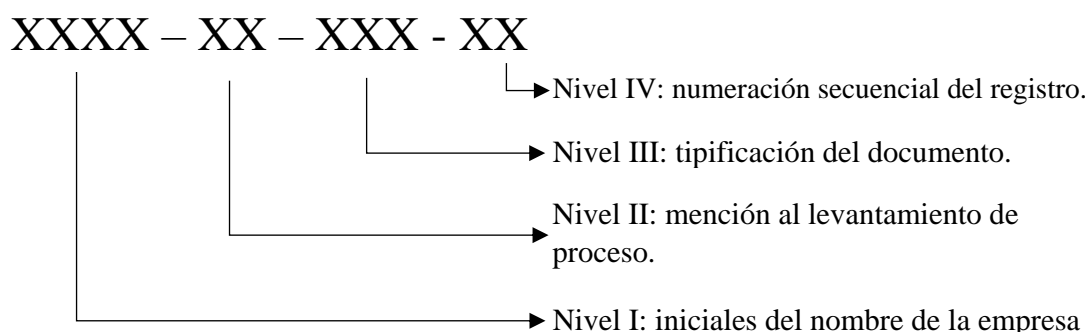 XXXX – XX – XXX - XX
Nivel IV: numeración secuencial del registro.
Nivel III: tipificación del documento.
Nivel II: mención al levantamiento de
proceso.
Nivel I: iniciales del nombre de la empresa